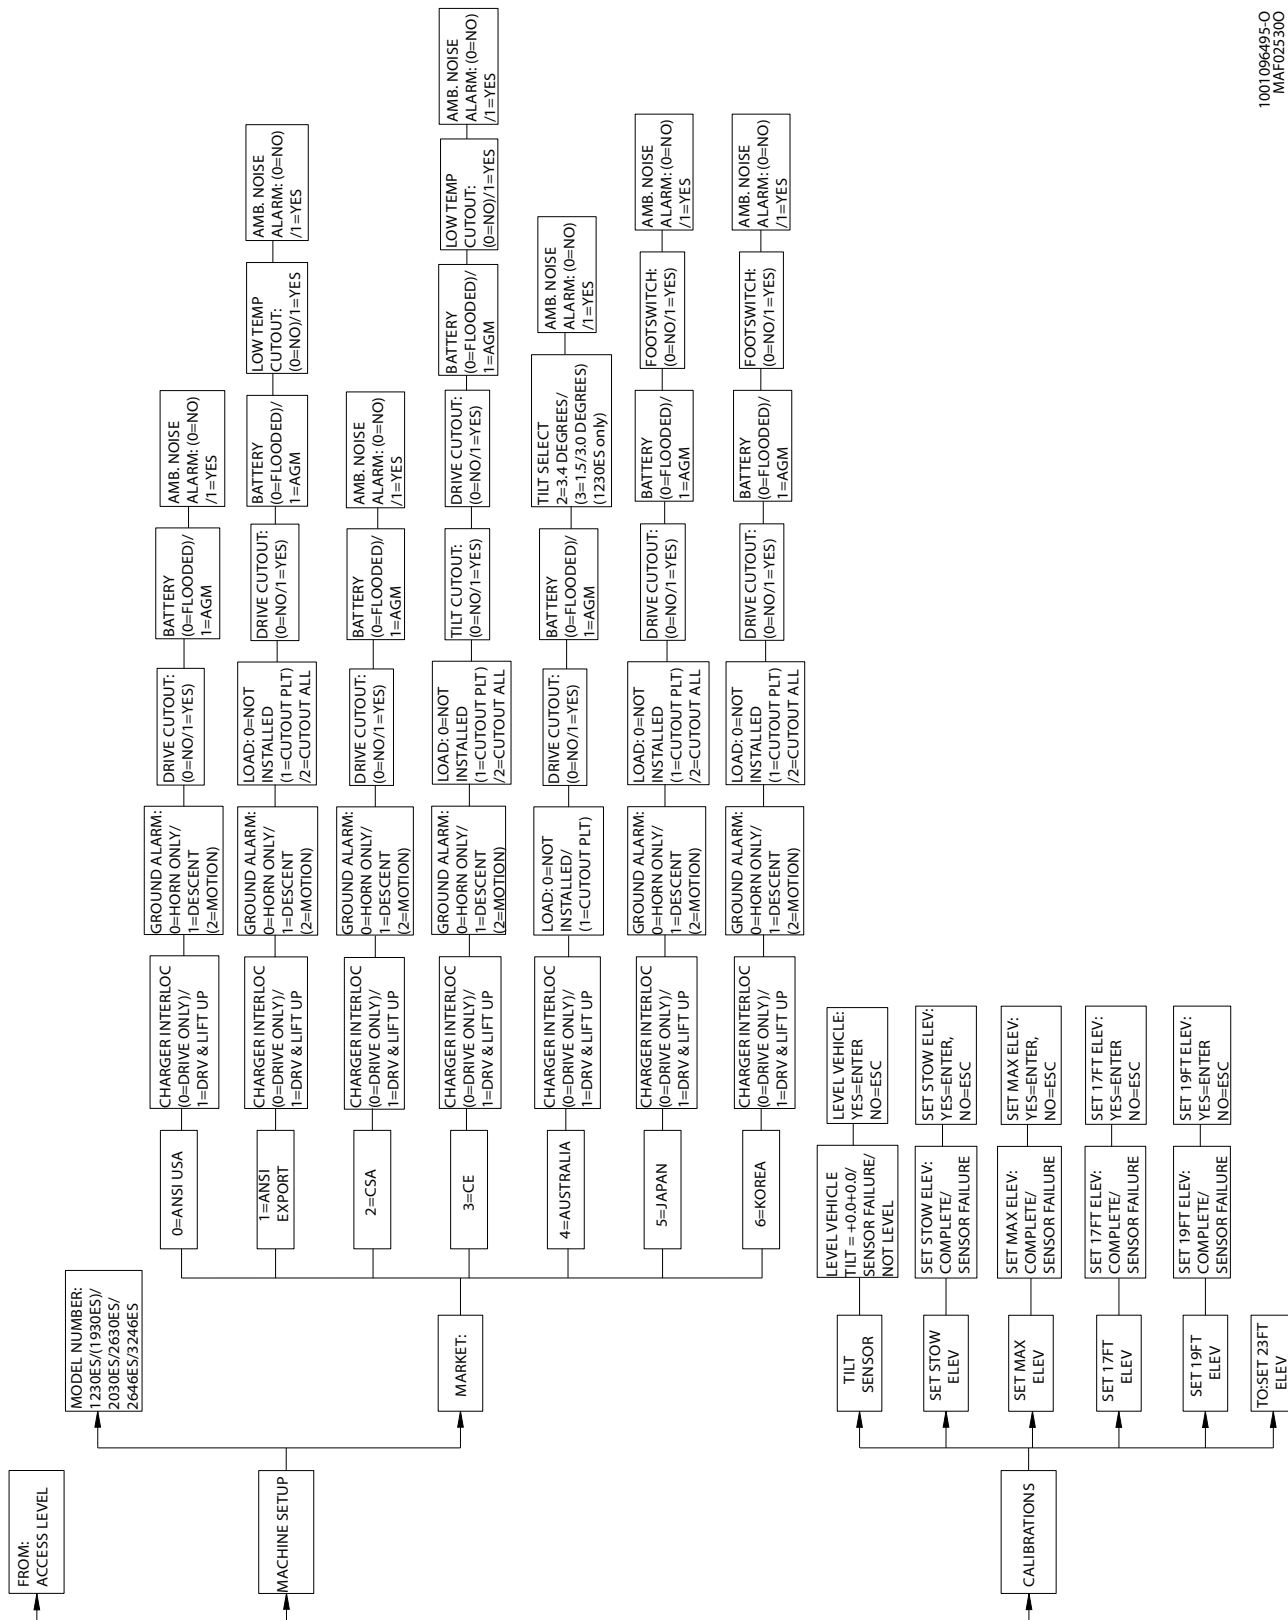 FROM:
ACCESS LEVEL
MACHINE SETUP
MODEL NUMBER:
1230ES/(1930ES)/
2030ES/2630ES/
2646ES/3246ES
MARKET:
0=ANSI USA
CHARGER INTERLOC
(0=DRIVE ONLY)/
1=DRV & LIFT UP
GROUND ALARM:
0=HORN ONLY/
1=DESCENT
(2=MOTION)
DRIVE CUTOUT:
(0=NO/1=YES)
BATTERY
(0=FLOODED)/
1=AGM
AMB. NOISE
ALARM: (0=NO)
/1=YES
1=ANSI
EXPORT
CHARGER INTERLOC
(0=DRIVE ONLY)/
1=DRV & LIFT UP
GROUND ALARM:
0=HORN ONLY/
1=DESCENT
(2=MOTION)
LOAD: 0=NOT
INSTALLED
(1=CUTOUT PLT)
/2=CUTOUT ALL
DRIVE CUTOUT:
(0=NO/1=YES)
BATTERY
(0=FLOODED)/
1=AGM
LOW TEMP
CUTOUT:
(0=NO)/1=YES
AMB. NOISE
ALARM: (0=NO)
/1=YES
2=CSA
CHARGER INTERLOC
(0=DRIVE ONLY)/
1=DRV & LIFT UP
GROUND ALARM:
0=HORN ONLY/
1=DESCENT
(2=MOTION)
DRIVE CUTOUT:
(0=NO/1=YES)
BATTERY
(0=FLOODED)/
1=AGM
AMB. NOISE
ALARM: (0=NO)
/1=YES
3=CE
CHARGER INTERLOC
(0=DRIVE ONLY)/
1=DRV & LIFT UP
GROUND ALARM:
0=HORN ONLY/
1=DESCENT
(2=MOTION)
LOAD: 0=NOT
INSTALLED
(1=CUTOUT PLT)
/2=CUTOUT ALL
TILT CUTOUT:
(0=NO/1=YES)
DRIVE CUTOUT:
(0=NO/1=YES)
BATTERY
(0=FLOODED)/
1=AGM
LOW TEMP
CUTOUT:
(0=NO)/1=YES
AMB. NOISE
ALARM: (0=NO)
/1=YES
4=AUSTRALIA
CHARGER INTERLOC
(0=DRIVE ONLY)/
1=DRV & LIFT UP
LOAD: 0=NOT
INSTALLED/
(1=CUTOUT PLT)
DRIVE CUTOUT:
(0=NO/1=YES)
BATTERY
(0=FLOODED)/
1=AGM
TILT SELECT
2=3.4 DEGREES/
(3=1.5/3.0 DEGREES)
(1230ES only)
AMB. NOISE
ALARM: (0=NO)
/1=YES
5=JAPAN
CHARGER INTERLOC
(0=DRIVE ONLY)/
1=DRV & LIFT UP
GROUND ALARM:
0=HORN ONLY/
1=DESCENT
(2=MOTION)
LOAD: 0=NOT
INSTALLED
(1=CUTOUT PLT)
/2=CUTOUT ALL
DRIVE CUTOUT:
(0=NO/1=YES)
BATTERY
(0=FLOODED)/
1=AGM
FOOTSWITCH:
(0=NO/1=YES)
AMB. NOISE
ALARM: (0=NO)
/1=YES
6=KOREA
CHARGER INTERLOC
(0=DRIVE ONLY)/
1=DRV & LIFT UP
GROUND ALARM:
0=HORN ONLY/
1=DESCENT
(2=MOTION)
LOAD: 0=NOT
INSTALLED
(1=CUTOUT PLT)
/2=CUTOUT ALL
DRIVE CUTOUT:
(0=NO/1=YES)
BATTERY
(0=FLOODED)/
1=AGM
FOOTSWITCH:
(0=NO/1=YES)
AMB. NOISE
ALARM: (0=NO)
/1=YES
CALIBRATIONS
TILT
SENSOR
LEVEL VEHICLE
TILT = +0.0+0.0/
SENSOR FAILURE/
NOT LEVEL
LEVEL VEHICLE:
YES=ENTER
NO=ESC
SET STOW
ELEV
SET STOW ELEV:
COMPLETE/
SENSOR FAILURE
SET STOW ELEV:
YES=ENTER,
NO=ESC
SET MAX
ELEV
SET MAX ELEV:
COMPLETE/
SENSOR FAILURE
SET MAX ELEV:
YES=ENTER,
NO=ESC
SET 17FT
ELEV
SET 17FT ELEV:
COMPLETE/
SENSOR FAILURE
SET 17FT ELEV:
YES=ENTER
NO=ESC
SET 19FT
ELEV
SET 19FT ELEV:
COMPLETE/
SENSOR FAILURE
SET 19FT ELEV:
YES=ENTER
NO=ESC
TO:SET 23FT
ELEV
1001096495-O
MAF02530O